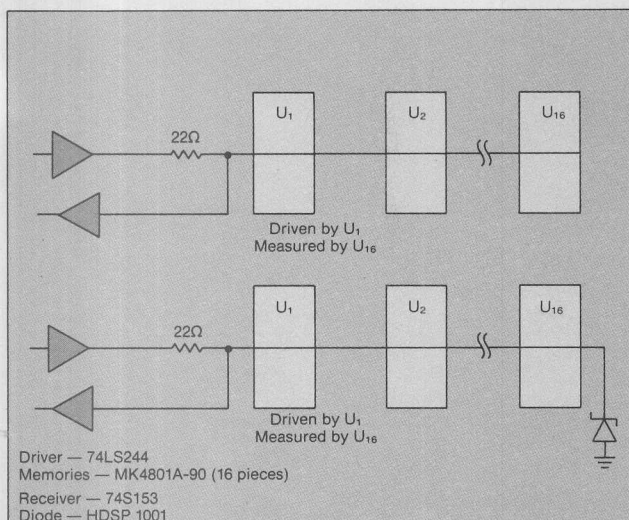 22Ω
U₁
U₂
U₁₆
Driven by U₁
Measured by U₁₆
22Ω
U₁
U₂
U₁₆
Driven by U₁
Measured by U₁₆
Driver — 74LS244
Memories — MK4801A-90 (16 pieces)
Receiver — 74S153
Diode — HDSP 1001